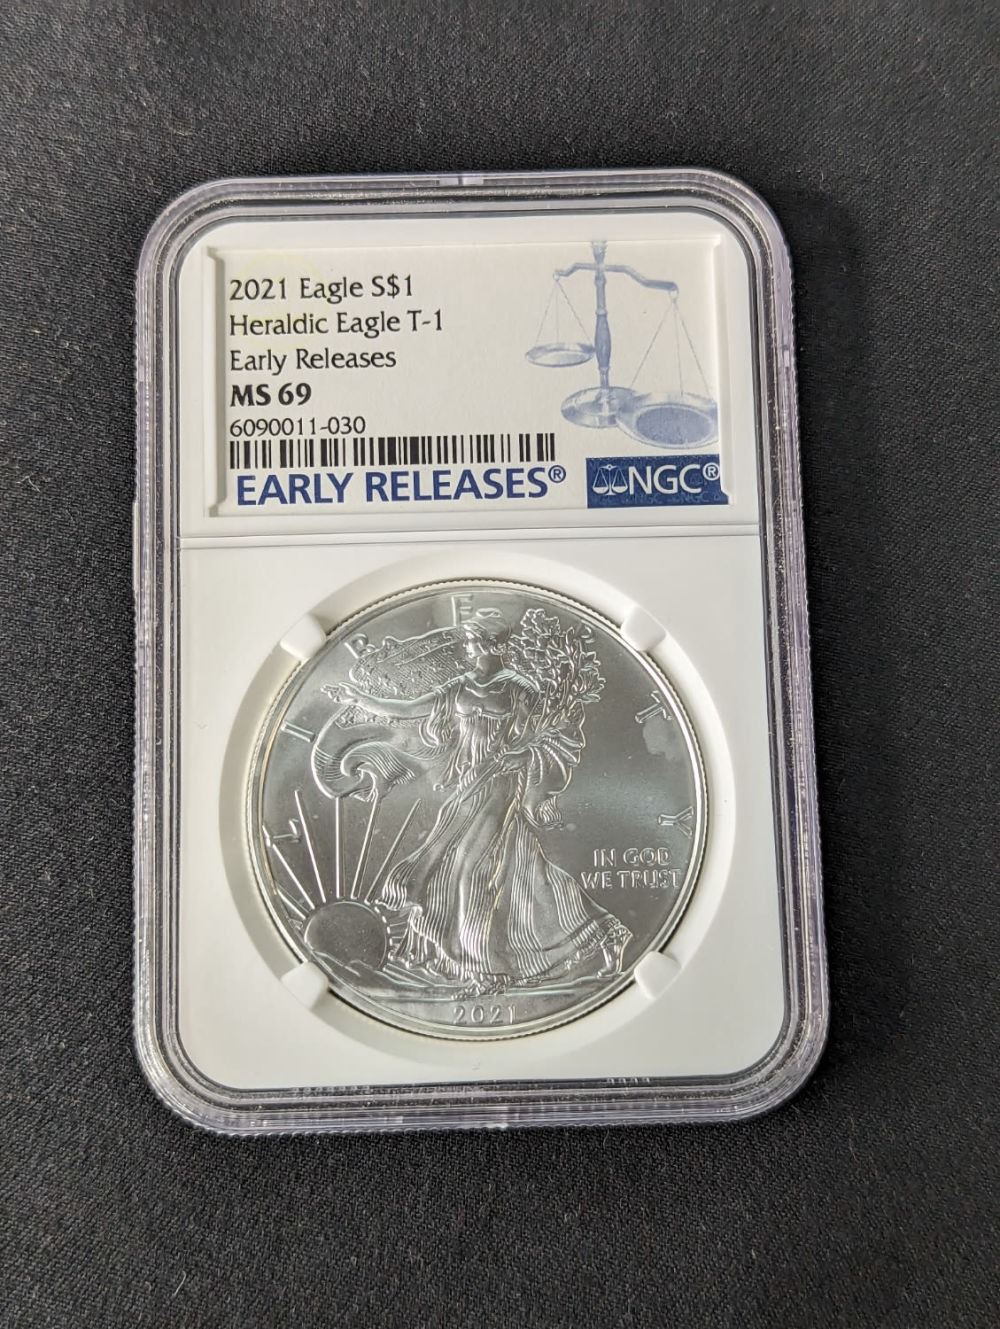 2021 Eagle S$1
Heraldic Eagle T-1
Early Releases
MS 69
6090011-030
EARLY RELEASES®
NGC®
LIBERTY
IN GOD
WE TRUST
2021